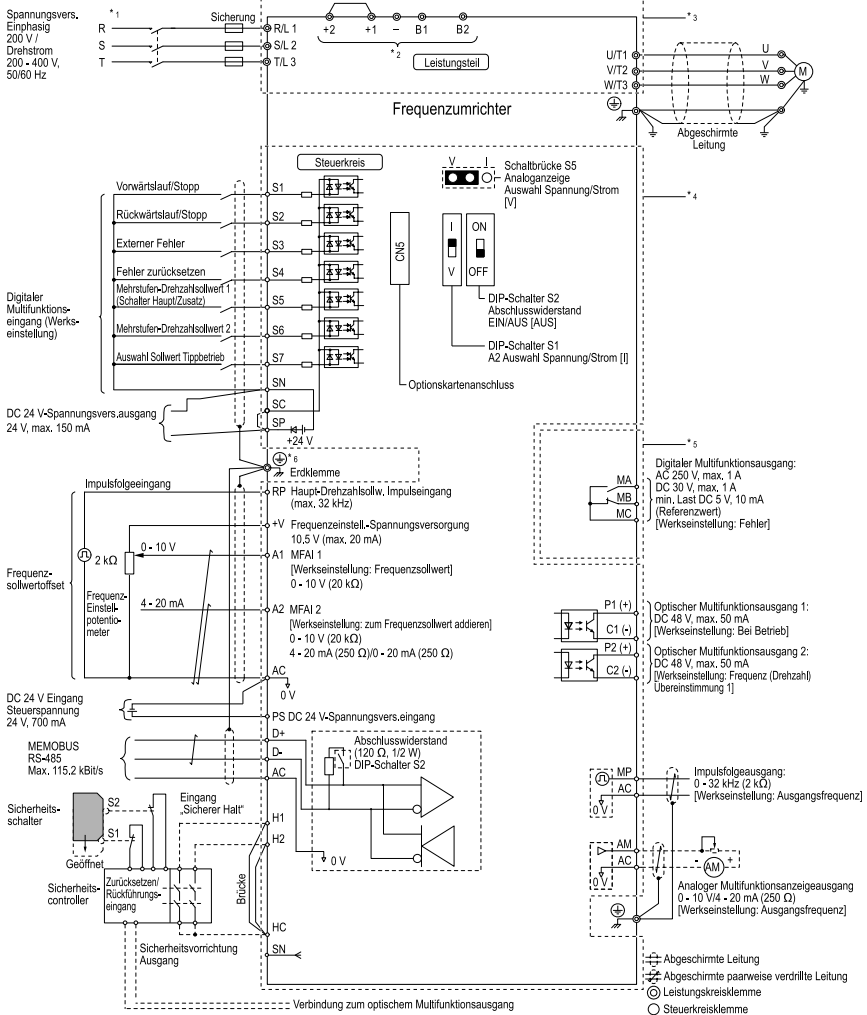 Spannungsvers.
Einphasig
200 V /
Drehstrom
200 - 400 V,
50/60 Hz
*1
R
S
T
Sicherung
R/L 1
S/L 2
T/L 3
+2
+1
−
B1
B2
*2
Leistungsteil
*3
U/T1
V/T2
W/T3
U
V
W
M
Abgeschirmte
Leitung
Frequenzumrichter
Steuerkreis
V
I
Schaltbrücke S5
Analoganzeige
Auswahl Spannung/Strom
[V]
*4
Digitaler
Multifunktions-
eingang (Werks-
einstellung)
Vorwärtslauf/Stopp
S1
Rückwärtslauf/Stopp
S2
Externer Fehler
S3
Fehler zurücksetzen
S4
Mehrstufen-Drehzahlsollwert 1
(Schalter Haupt/Zusatz)
S5
Mehrstufen-Drehzahlsollwert 2
S6
Auswahl Sollwert Tippbetrieb
S7
SN
SC
SP
+24 V
CN5
I
V
ON
OFF
DIP-Schalter S2
Abschlusswiderstand
EIN/AUS [AUS]
DIP-Schalter S1
A2 Auswahl Spannung/Strom [I]
Optionskartenanschluss
DC 24 V-Spannungsvers.ausgang
24 V, max. 150 mA
*6
Erdklemme
*5
MA
MB
MC
Digitaler Multifunktionsausgang:
AC 250 V, max. 1 A
DC 30 V, max. 1 A
min. Last DC 5 V, 10 mA
(Referenzwert)
[Werkseinstellung: Fehler]
Impulsfolgeeingang
RP
Haupt-Drehzahlsollw. Impulseingang
(max. 32 kHz)
+V
Frequenzeinstell.-Spannungsversorgung
10,5 V (max. 20 mA)
2 kΩ
0 - 10 V
A1
MFAI 1
[Werkseinstellung: Frequenzsollwert]
0 - 10 V (20 kΩ)
Frequenz-
sollwertoffset
Frequenz-
Einstell-
potentio-
meter
4 - 20 mA
A2
MFAI 2
[Werkseinstellung: zum Frequenzsollwert addieren]
0 - 10 V (20 kΩ)
4 - 20 mA (250 Ω)/0 - 20 mA (250 Ω)
AC
0 V
P1 (+)
C1 (-)
Optischer Multifunktionsausgang 1:
DC 48 V, max. 50 mA
[Werkseinstellung: Bei Betrieb]
P2 (+)
C2 (-)
Optischer Multifunktionsausgang 2:
DC 48 V, max. 50 mA
[Werkseinstellung: Frequenz (Drehzahl)
Übereinstimmung 1]
DC 24 V Eingang
Steuerspannung
24 V, 700 mA
PS DC 24 V-Spannungsvers.eingang
MEMOBUS
RS-485
Max. 115.2 kBit/s
D+
D-
AC
Abschlusswiderstand
(120 Ω, 1/2 W)
DIP-Schalter S2
0 V
MP
AC
0 V
Impulsfolgeausgang:
0 - 32 kHz (2 kΩ)
[Werkseinstellung: Ausgangsfrequenz]
AM
AC
0 V
-
AM
+
Analoger Multifunktionsanzeigeausgang
0 - 10 V/4 - 20 mA (250 Ω)
[Werkseinstellung: Ausgangsfrequenz]
Sicherheits-
schalter
S2
S1
Geöffnet
Eingang
„Sicherer Halt“
H1
H2
Brücke
HC
SN
Sicherheits-
controller
Zurücksetzen/
Rückführungs-
eingang
Sicherheitsvorrichtung
Ausgang
Verbindung zum optischem Multifunktionsausgang
Abgeschirmte Leitung
Abgeschirmte paarweise verdrillte Leitung
Leistungskreisklemme
Steuerkreisklemme